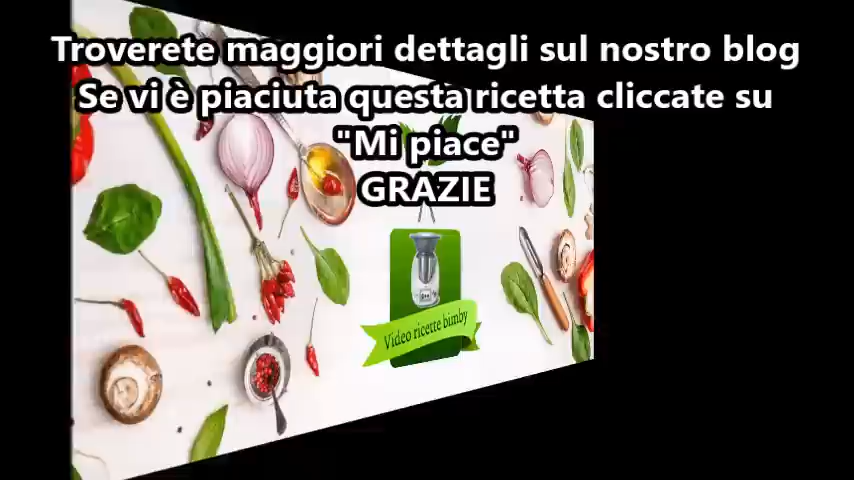 Troverete maggiori dettagli sul nostro blog
Se vi è piaciuta questa ricetta cliccate su
"Mi piace"
GRAZIE
Video ricette bimby